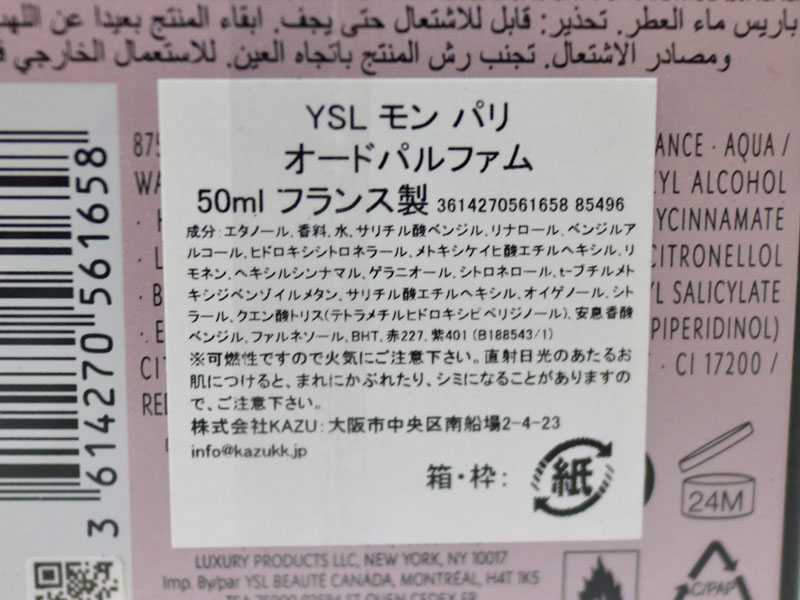 باريس ماء العطر. تحذير: قابل للاشتعال حتى يجف. ابقاء المنتج بعيدا عن اللهب
ومصادر الاشتعال. تجنب رش المنتج باتجاه العين. للاستعمال الخارجي
YSL モン パリ
オードパルファム
50ml フランス製 3614270561658 85496
成分:エタノール、香料、水、サリチル酸ベンジル、リナロール、ベンジルア
ルコール、ヒドロキシシトロネラール、メトキシケイヒ酸エチルヘキシル、リ
モネン、ヘキシルシンナマル、ゲラニオール、シトロネロール、t-ブチルメト
キシジベンゾイルメタン、サリチル酸エチルヘキシル、オイゲノール、シト
ラール、クエン酸トリス(テトラメチルヒドロキシピペリジノール)、安息香酸
ベンジル、ファルネソール、BHT、赤227、紫401 (B188543/1)
※可燃性ですので火気にご注意下さい。直射日光のあたるお
肌につけると、まれにかぶれたり、シミになることがありますの
で、ご注意下さい。
株式会社KAZU:大阪市中央区南船場2-4-23
info@kazukk.jp
箱・枠: 紙
3 614270 561658
875
WA
ANCE · AQUA /
YL ALCOHOL
YCINNAMATE
CITRONELLOL
YL SALICYLATE
PIPERIDINOL)
· CI 17200 /
CIT
RED
24M
LUXURY PRODUCTS LLC, NEW YORK, NY 10017
Imp. By/par YSL BEAUTÉ CANADA, MONTRÉAL, H4T 1K5
C/PAP